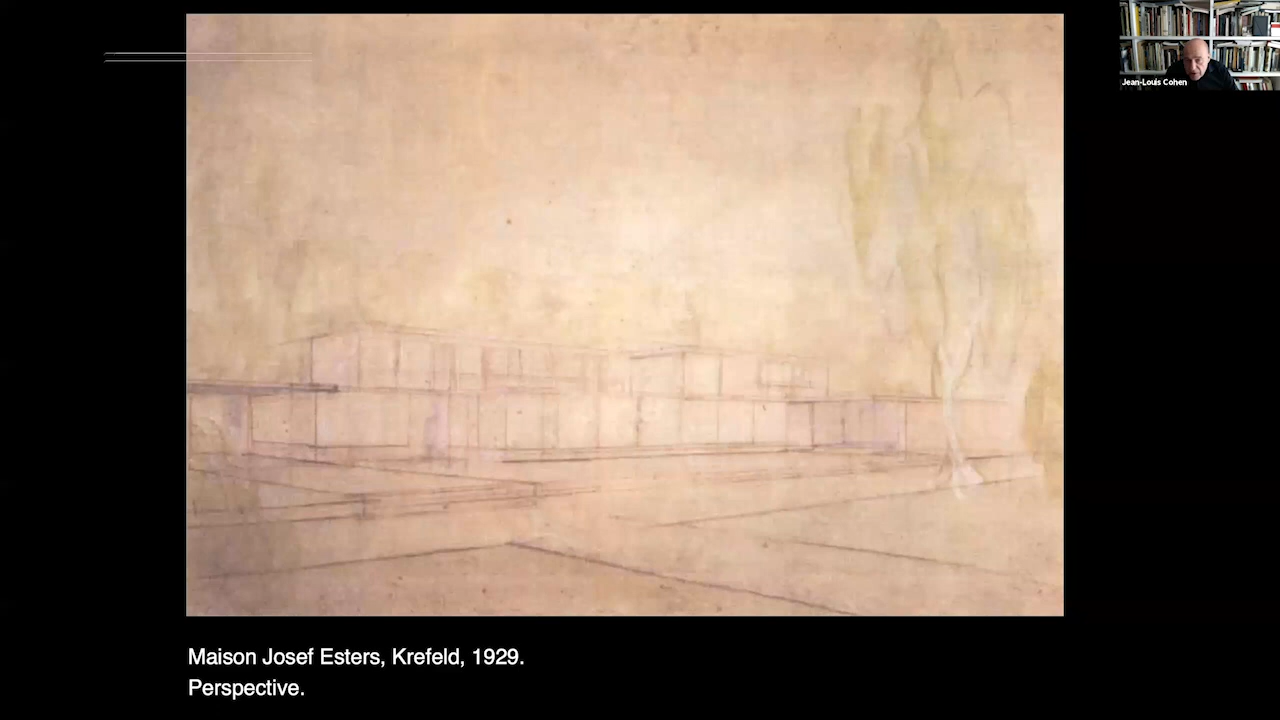 Jean-Louis Cohen
Maison Josef Esters, Krefeld, 1929.
Perspective.